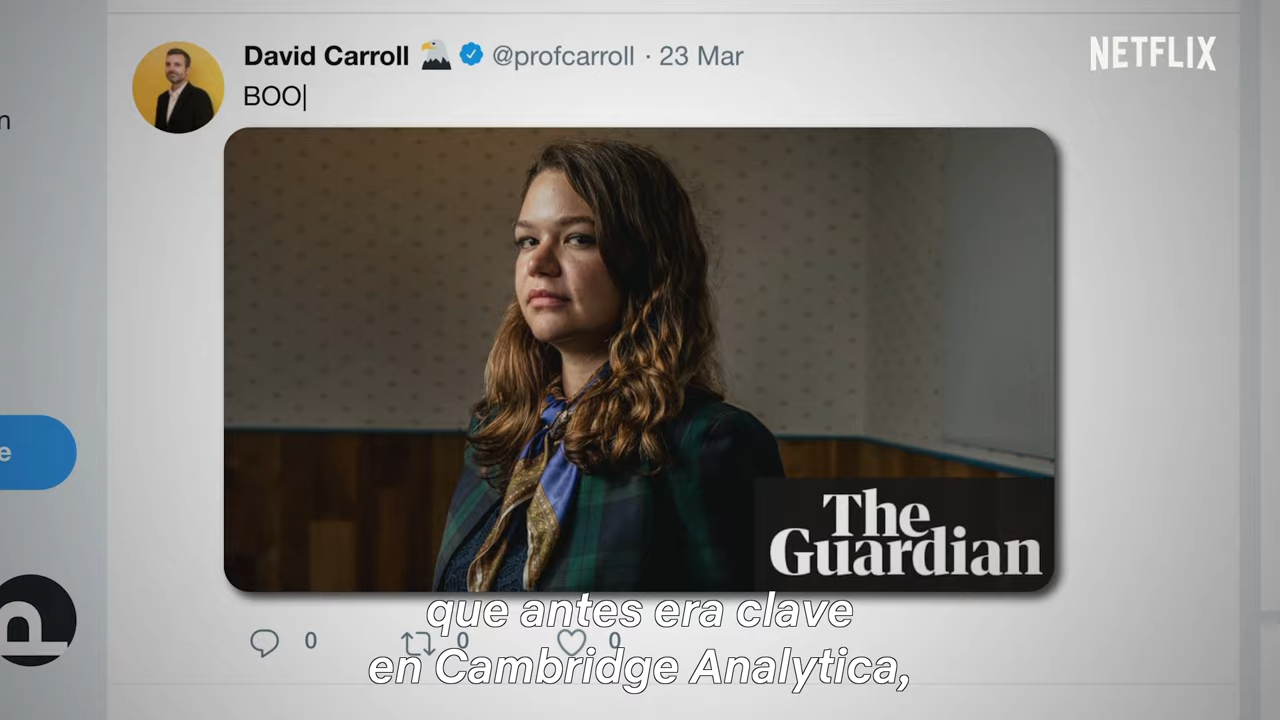 David Carroll 🦅 @profcarroll · 23 Mar
NETFLIX
BOO|
n
e
The
Guardian
que antes era clave
0 0 0
en Cambridge Analytica,